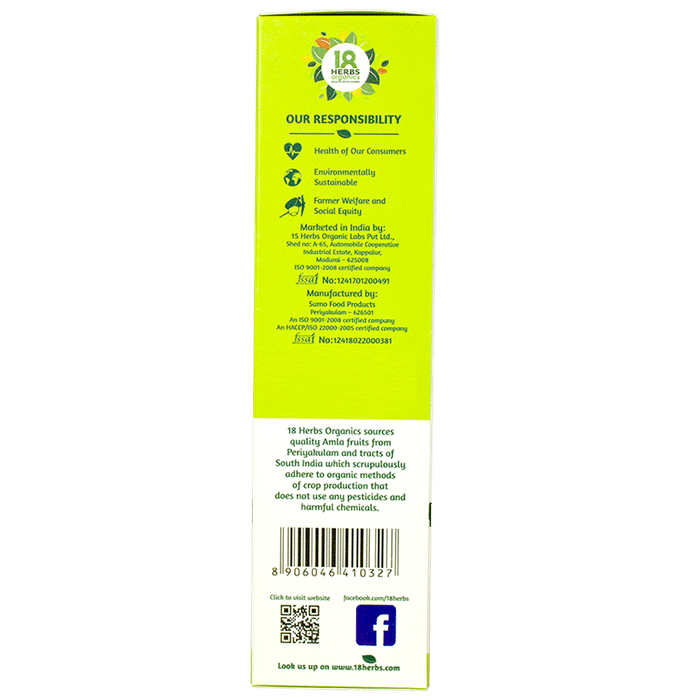 18
HERBS
organics
OUR RESPONSIBILITY
Health of Our Consumers
Environmentally
Sustainable
Farmer Welfare and
Social Equity
Marketed in India by:
15 Herbs Organic Labs Pvt Ltd.,
Shed no: A-65, Automobile Cooperative
Industrial Estate, Kappalur,
Madurai – 625008
ISO 9001-2008 certified company
fssai No:1241701200491
Manufactured by:
Sumo Food Products
Periyakulam – 626501
An ISO 9001-2008 certified company
An HACCP/ISO 22000-2005 certified company
fssai No:12418022000381
18 Herbs Organics sources
quality Amla fruits from
Periyakulam and tracts of
South India which scrupulously
adhere to organic methods
of crop production that
does not use any pesticides and
harmful chemicals.
8 906046 410327
Click to visit website facebook.com/18herbs
f
Look us up on www.18herbs.com